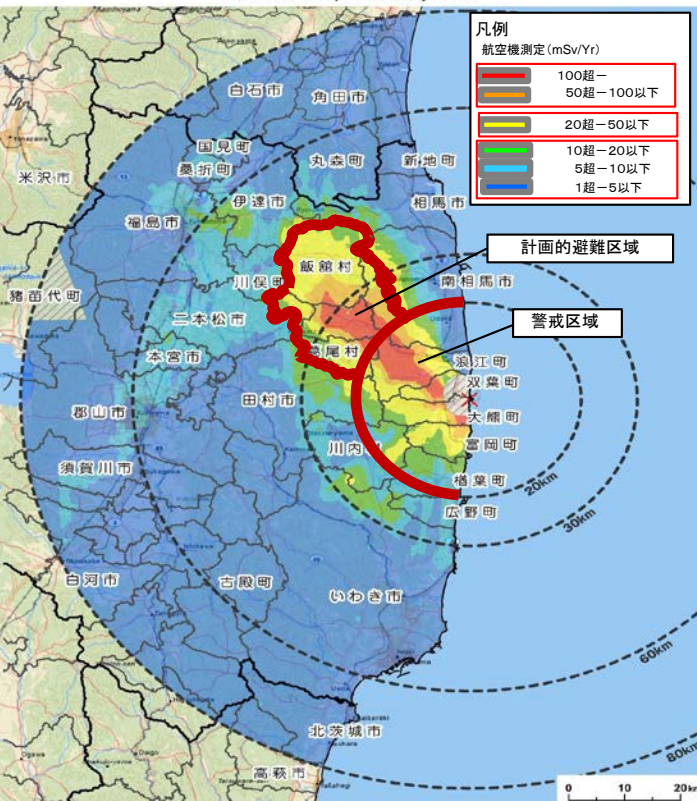 凡例
航空機測定(mSv/Yr)
100超－
50超－100以下
20超－50以下
10超－20以下
5超－10以下
1超－5以下
白石市
角田市
国見町
桑折町
丸森町
新地町
米沢市
伊達市
相馬市
福島市
計画的避難区域
飯舘村
川俣町
南相馬市
猪苗代町
二本松市
警戒区域
本宮市
葛尾村
浪江町
双葉町
田村市
郡山市
大熊町
川内
富岡町
須賀川市
楢葉町
20km
広野町
30km
白河市
古殿町
いわき市
60km
北茨城市
80km
高萩市
0 10 20km